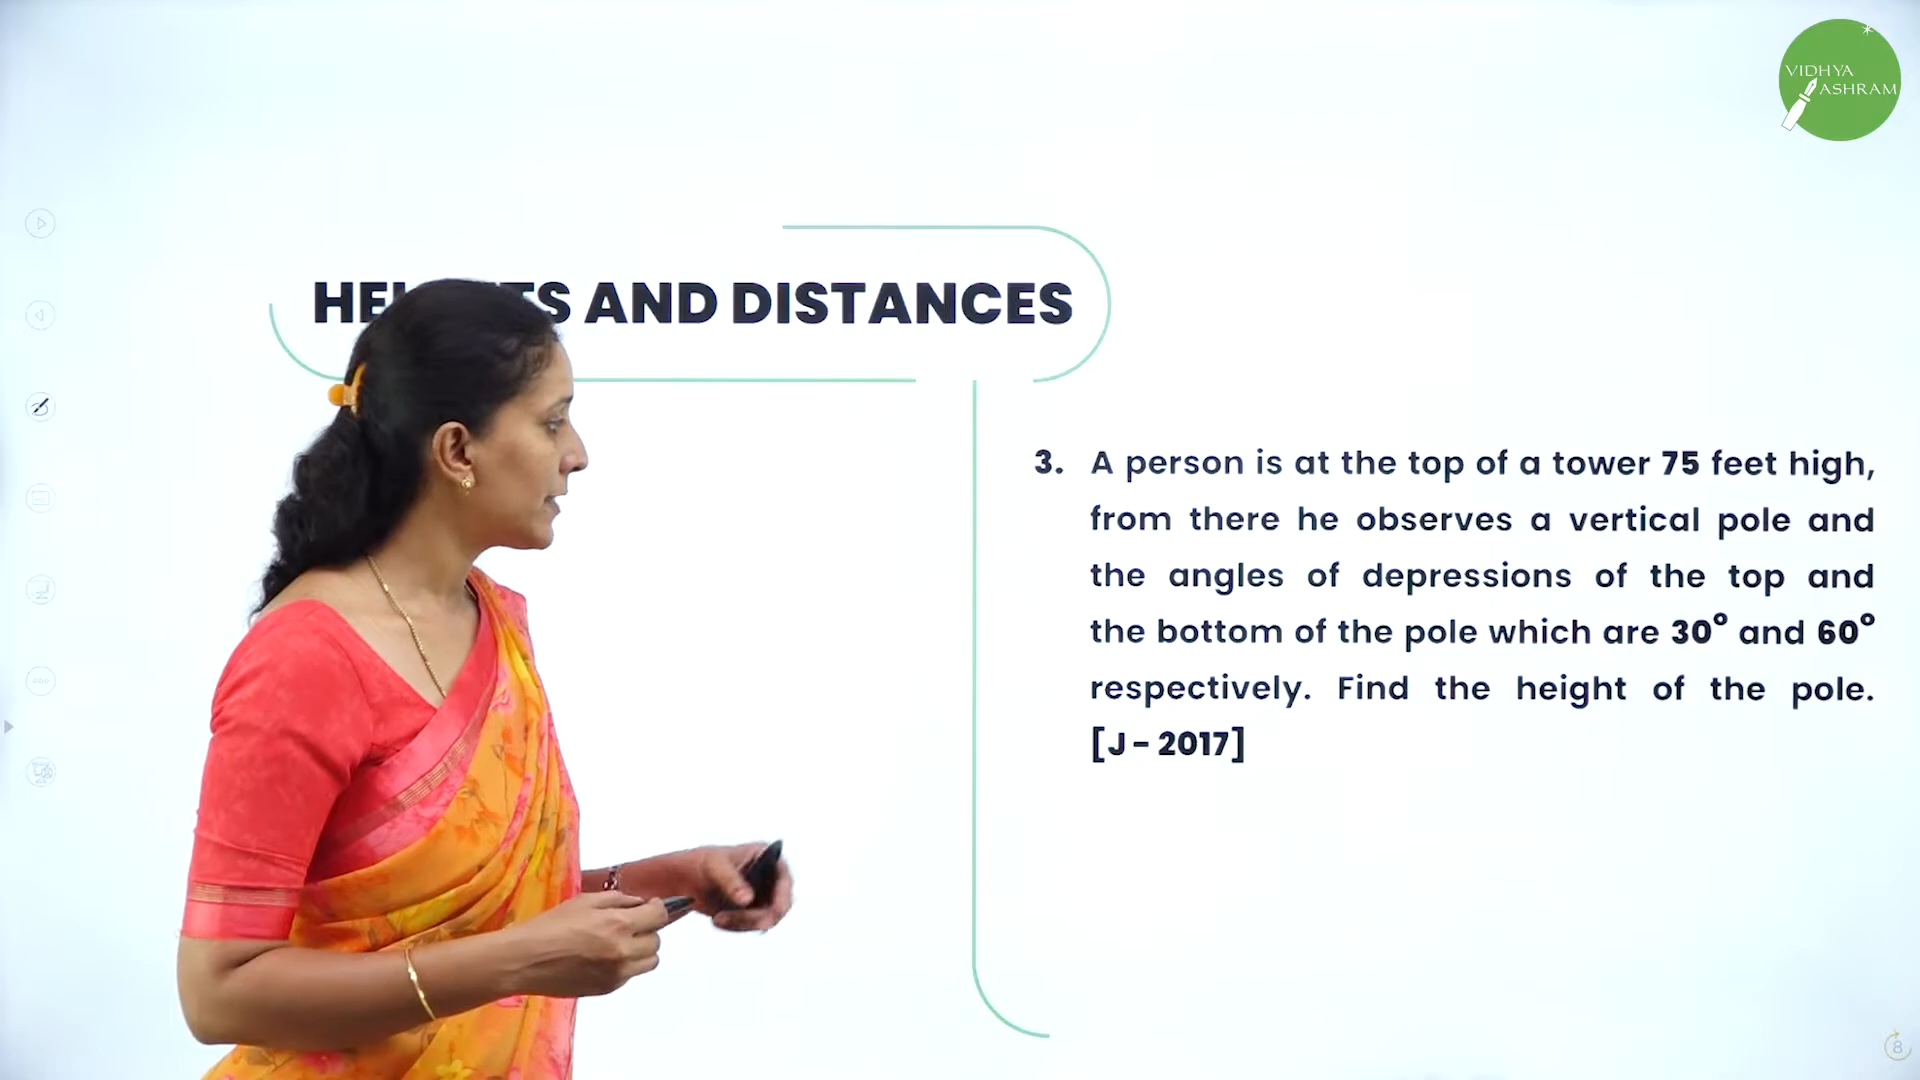 VIDHYA
ASHRAM
AND DISTANCES
3. A person is at the top of a tower 75 feet high,
from there he observes a vertical pole and
the angles of depressions of the top and
the bottom of the pole which are 30° and 60°
respectively. Find the height of the pole.
[J - 2017]
8